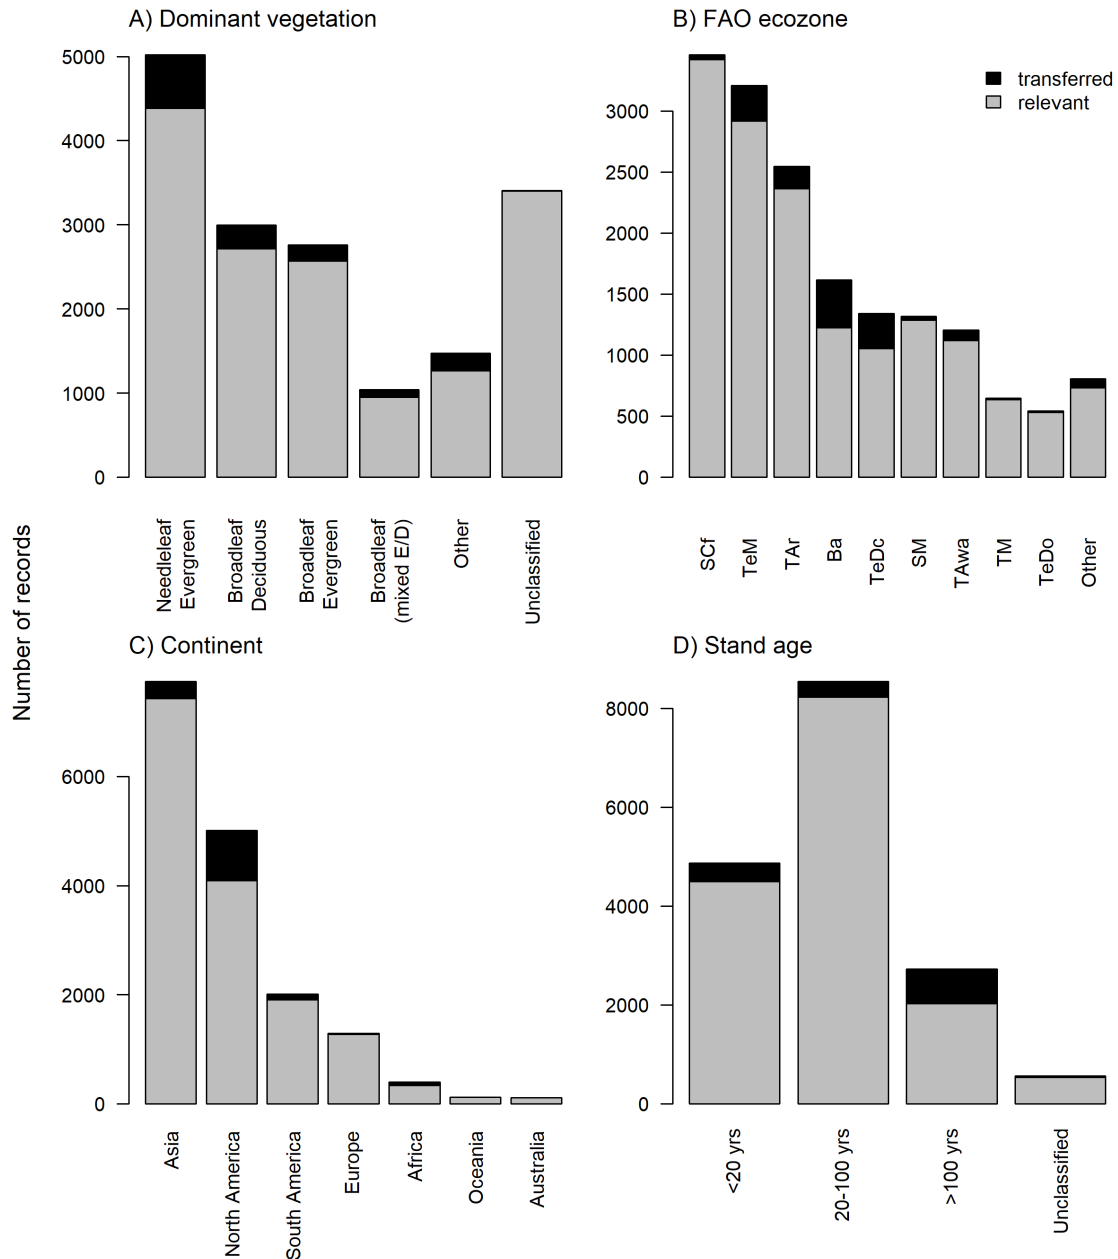 A) Dominant vegetation
5000
4000
3000
2000
1000
0
Needleleaf
Evergreen
Broadleaf
Deciduous
Broadleaf
Evergreen
Broadleaf
(mixed E/D)
Other
Unclassified
B) FAO ecozone
transferred
relevant
3000
2500
2000
1500
1000
500
0
SCf
TeM
TAr
Ba
TeDc
SM
TAwa
TM
TeDo
Other
Number of records
C) Continent
6000
4000
2000
0
Asia
North America
South America
Europe
Africa
Oceania
Australia
D) Stand age
8000
6000
4000
2000
0
<20 yrs
20-100 yrs
>100 yrs
Unclassified